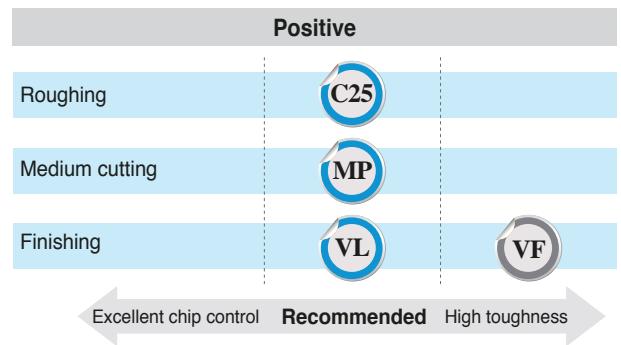 Positive
Roughing
C25
Medium cutting
MP
Finishing
VL
VF
Excellent chip control
Recommended
High toughness